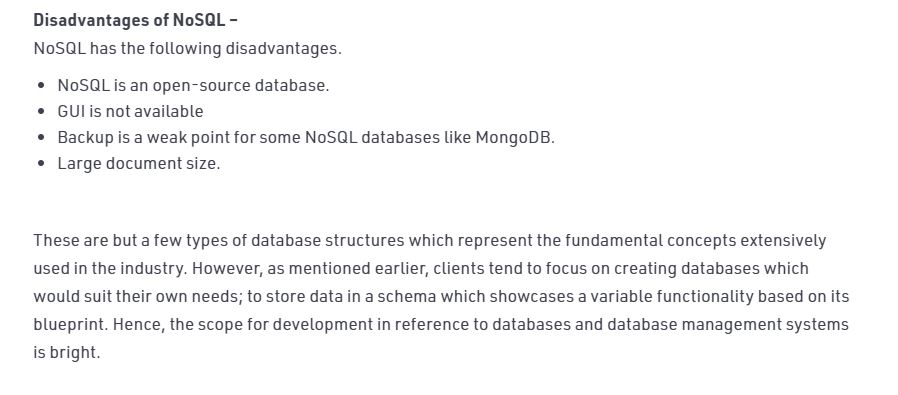 Disadvantages of NoSQL –
NoSQL has the following disadvantages.
• NoSQL is an open-source database.
• GUI is not available
• Backup is a weak point for some NoSQL databases like MongoDB.
• Large document size.
These are but a few types of database structures which represent the fundamental concepts extensively
used in the industry. However, as mentioned earlier, clients tend to focus on creating databases which
would suit their own needs; to store data in a schema which showcases a variable functionality based on its
blueprint. Hence, the scope for development in reference to databases and database management systems
is bright.